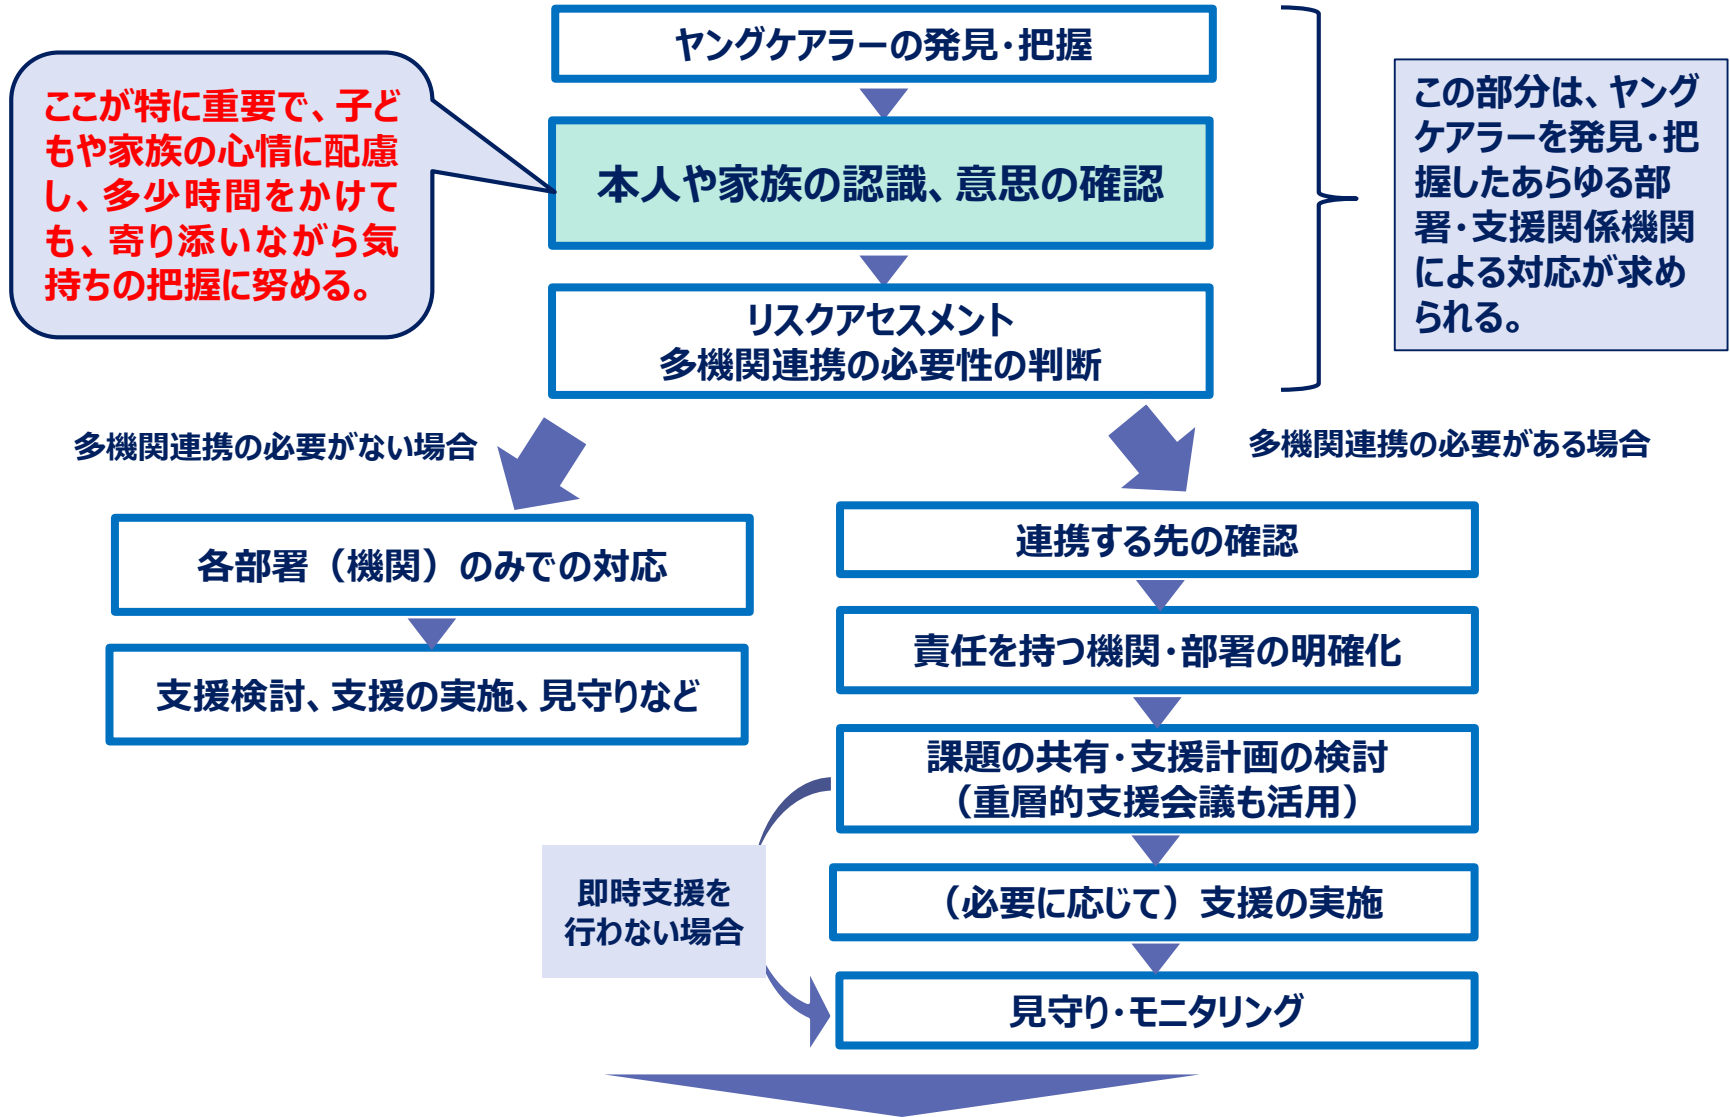 ヤングケアラーの発見・把握
ここが特に重要で、子ど
もや家族の心情に配慮
し、多少時間をかけて
も、寄り添いながら気
持ちの把握に努める。
本人や家族の認識、意思の確認
この部分は、ヤング
ケアラーを発見・把
握したあらゆる部
署・支援関係機関
による対応が求め
られる。
リスクアセスメント
多機関連携の必要性の判断
多機関連携の必要がない場合
多機関連携の必要がある場合
各部署（機関）のみでの対応
支援検討、支援の実施、見守りなど
連携する先の確認
責任を持つ機関・部署の明確化
課題の共有・支援計画の検討
（重層的支援会議も活用）
即時支援を
行わない場合
（必要に応じて）支援の実施
見守り・モニタリング